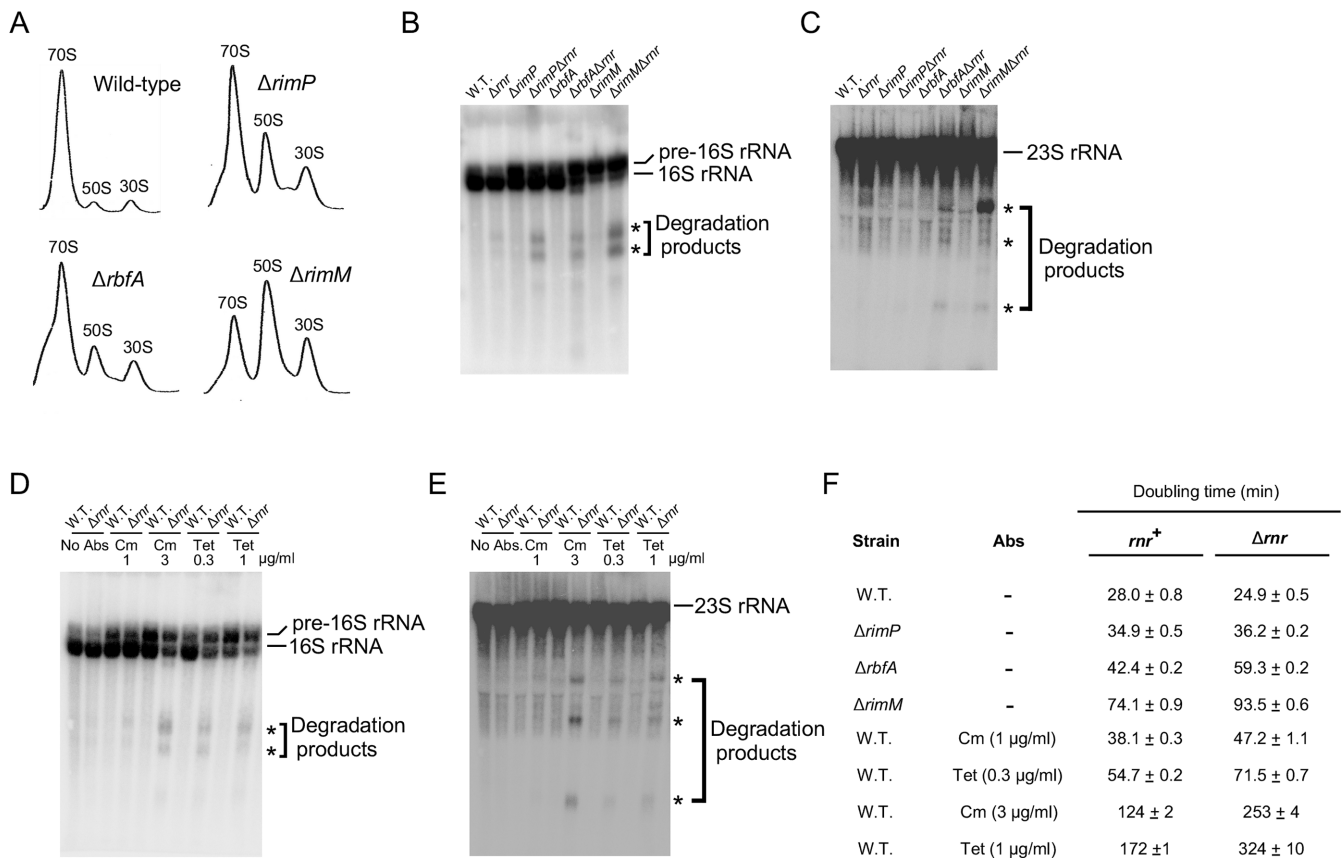 A
70S
Wild-type
50S
30S
70S
ΔrimP
50S
30S
70S
ΔrbfA
50S
30S
50S
ΔrimM
70S
30S
B
W.T.
Δrnr
ΔrimP
ΔrimPΔrnr
ΔrbfA
ΔrbfAΔrnr
ΔrimM
ΔrimMΔrnr
pre-16S rRNA
16S rRNA
* Degradation
* products
C
W.T.
Δrnr
ΔrimP
ΔrimPΔrnr
ΔrbfA
ΔrbfAΔrnr
ΔrimM
ΔrimMΔrnr
23S rRNA
*
*
Degradation
products
*
D
W.T. Δrnr W.T. Δrnr W.T. Δrnr W.T. Δrnr W.T. Δrnr
No Abs Cm Cm Tet Tet
1 3 0.3 1 μg/ml
pre-16S rRNA
16S rRNA
* Degradation
* products
E
W.T. Δrnr W.T. Δrnr W.T. Δrnr W.T. Δrnr W.T. Δrnr
No Abs. Cm Cm Tet Tet
1 3 0.3 1 μg/ml
23S rRNA
*
*
Degradation
products
*
F
Doubling time (min)
Strain Abs rnr+ Δrnr
W.T. – 28.0 ± 0.8 24.9 ± 0.5
ΔrimP – 34.9 ± 0.5 36.2 ± 0.2
ΔrbfA – 42.4 ± 0.2 59.3 ± 0.2
ΔrimM – 74.1 ± 0.9 93.5 ± 0.6
W.T. Cm (1 μg/ml) 38.1 ± 0.3 47.2 ± 1.1
W.T. Tet (0.3 μg/ml) 54.7 ± 0.2 71.5 ± 0.7
W.T. Cm (3 μg/ml) 124 ± 2 253 ± 4
W.T. Tet (1 μg/ml) 172 ±1 324 ± 10